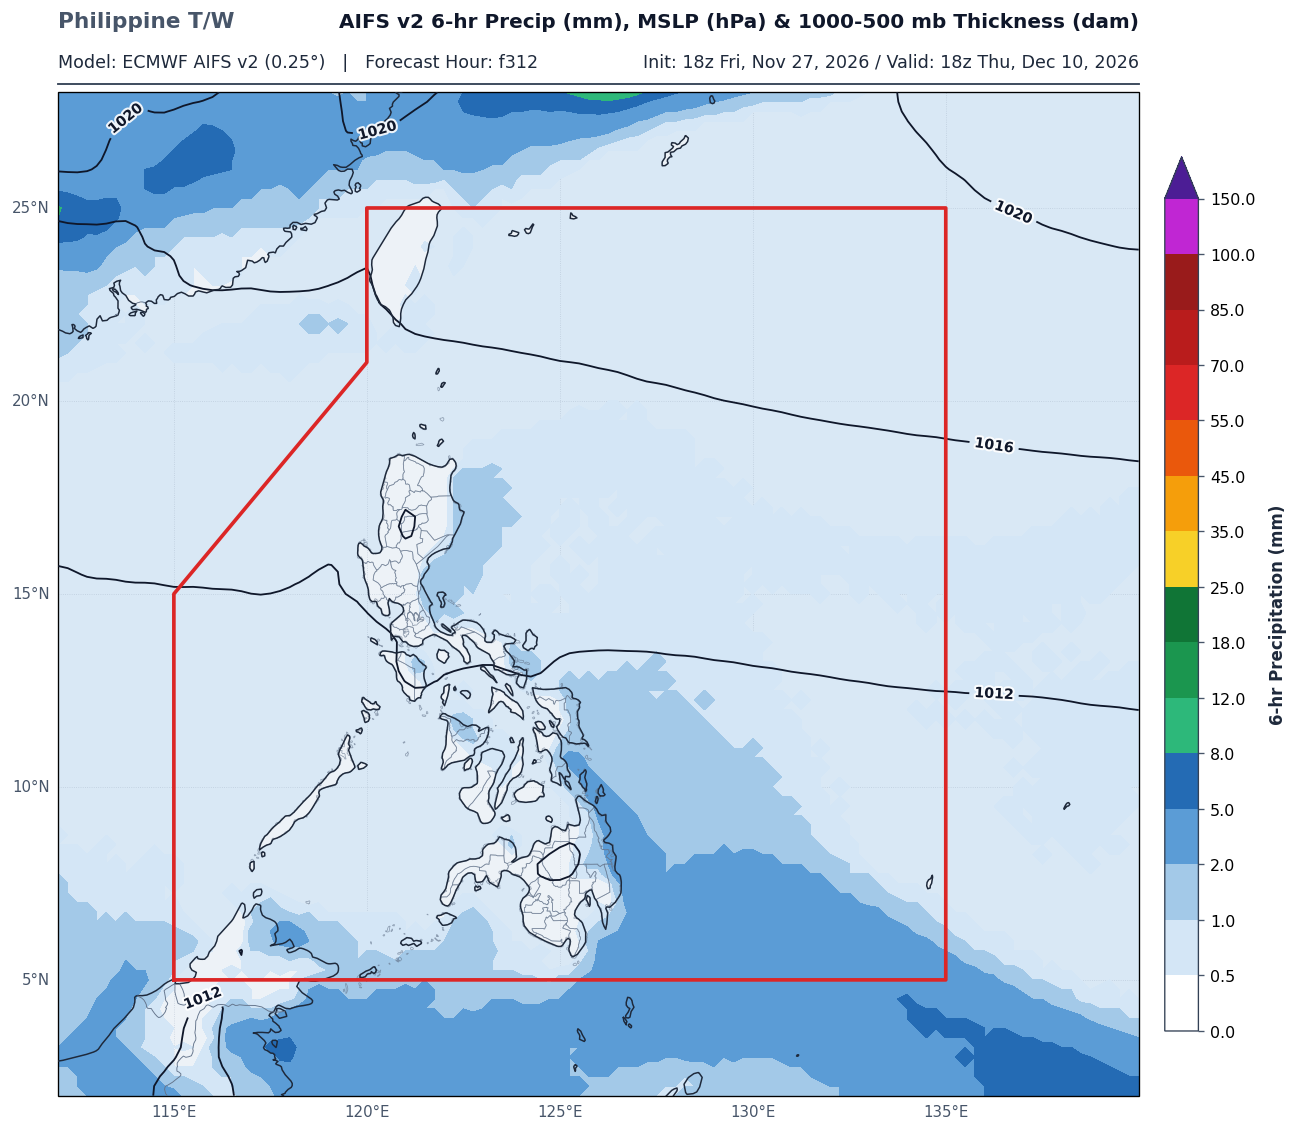 Philippine T/W
AIFS v2 6-hr Precip (mm), MSLP (hPa) & 1000-500 mb Thickness (dam)
Model: ECMWF AIFS v2 (0.25°) | Forecast Hour: f312
Init: 18z Fri, Nov 27, 2026 / Valid: 18z Thu, Dec 10, 2026
1020
1020
1020
1016
1012
1012
25°N
20°N
15°N
10°N
5°N
115°E
120°E
125°E
130°E
135°E
150.0
100.0
85.0
70.0
55.0
45.0
35.0
25.0
18.0
12.0
8.0
5.0
2.0
1.0
0.5
0.0
6-hr Precipitation (mm)